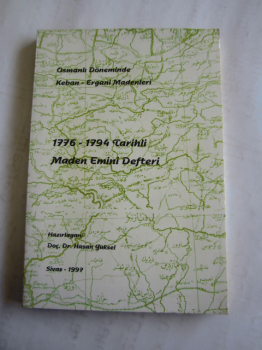 Osmanlı Döneminde
Keban - Ergani Madenleri
1776 - 1794 Tarihli
Maden Emini Defteri
Hazırlayan:
Doç. Dr. Hasan Yüksel
Sivas - 1997